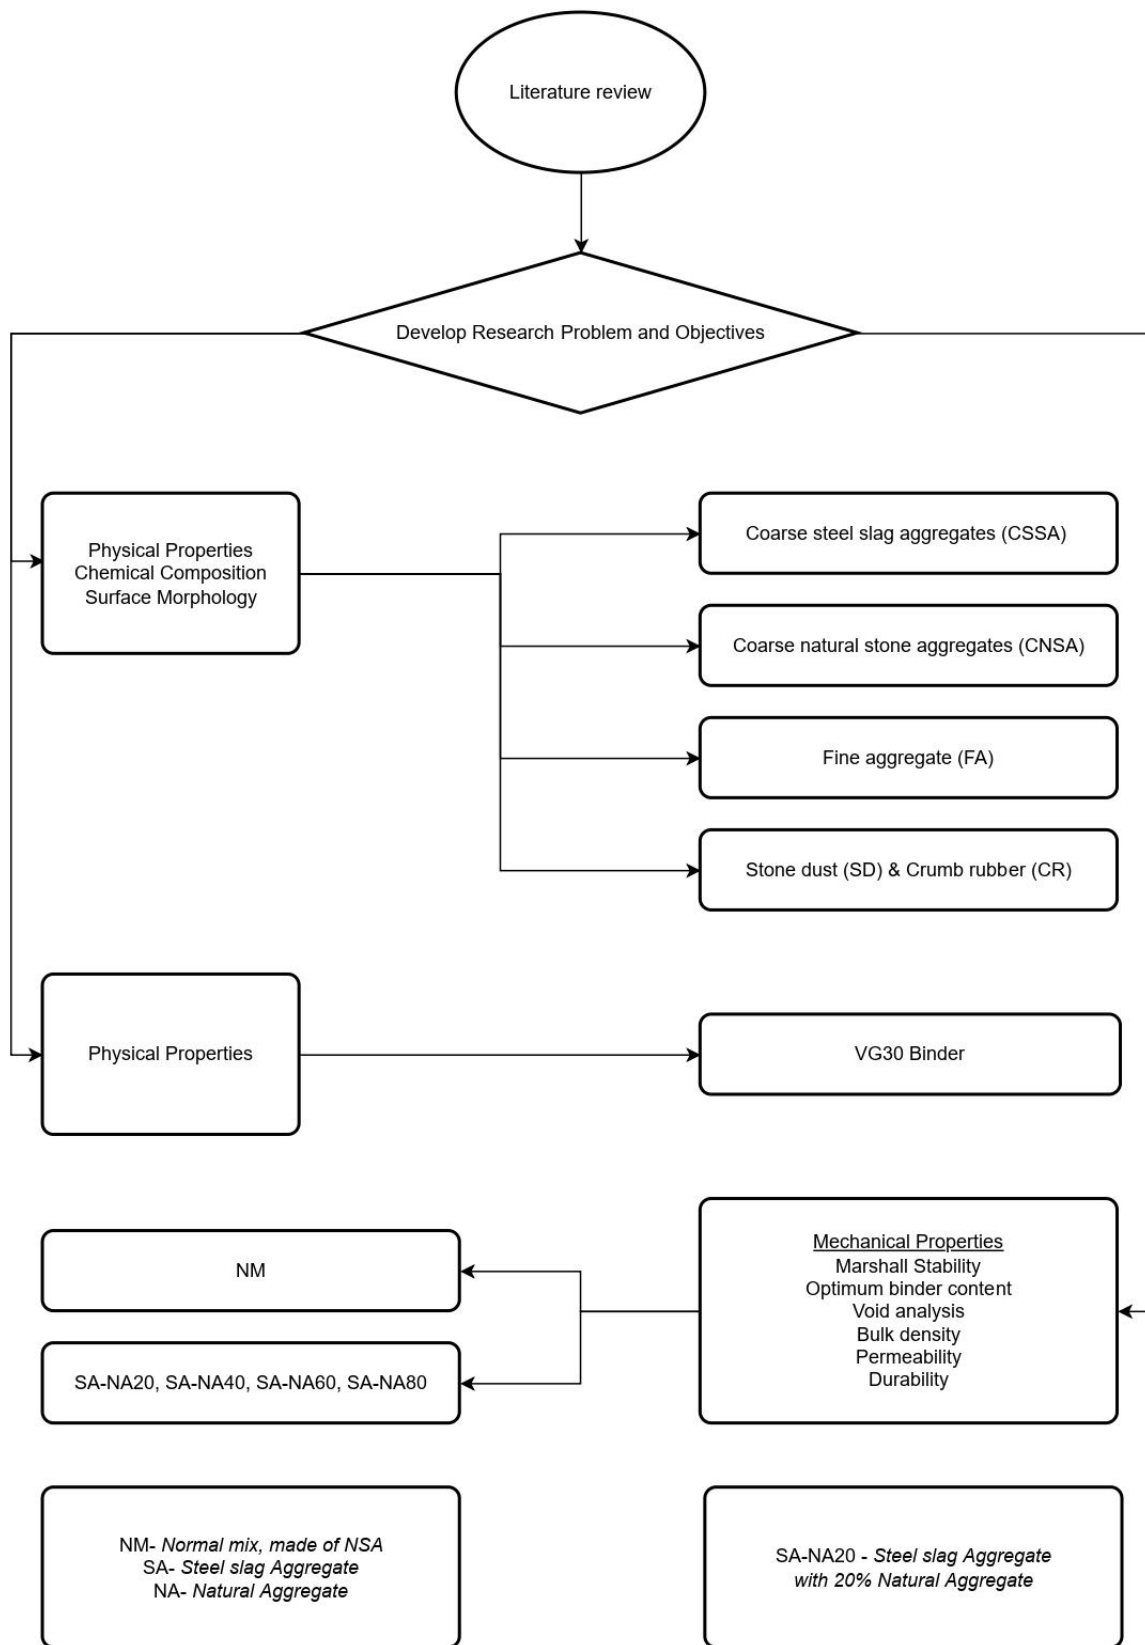 Literature review
Develop Research Problem and Objectives
Physical Properties
Chemical Composition
Surface Morphology
Coarse steel slag aggregates (CSSA)
Coarse natural stone aggregates (CNSA)
Fine aggregate (FA)
Stone dust (SD) & Crumb rubber (CR)
Physical Properties
VG30 Binder
Mechanical Properties
Marshall Stability
Optimum binder content
Void analysis
Bulk density
Permeability
Durability
NM
SA-NA20, SA-NA40, SA-NA60, SA-NA80
NM- Normal mix, made of NSA
SA- Steel slag Aggregate
NA- Natural Aggregate
SA-NA20 - Steel slag Aggregate
with 20% Natural Aggregate